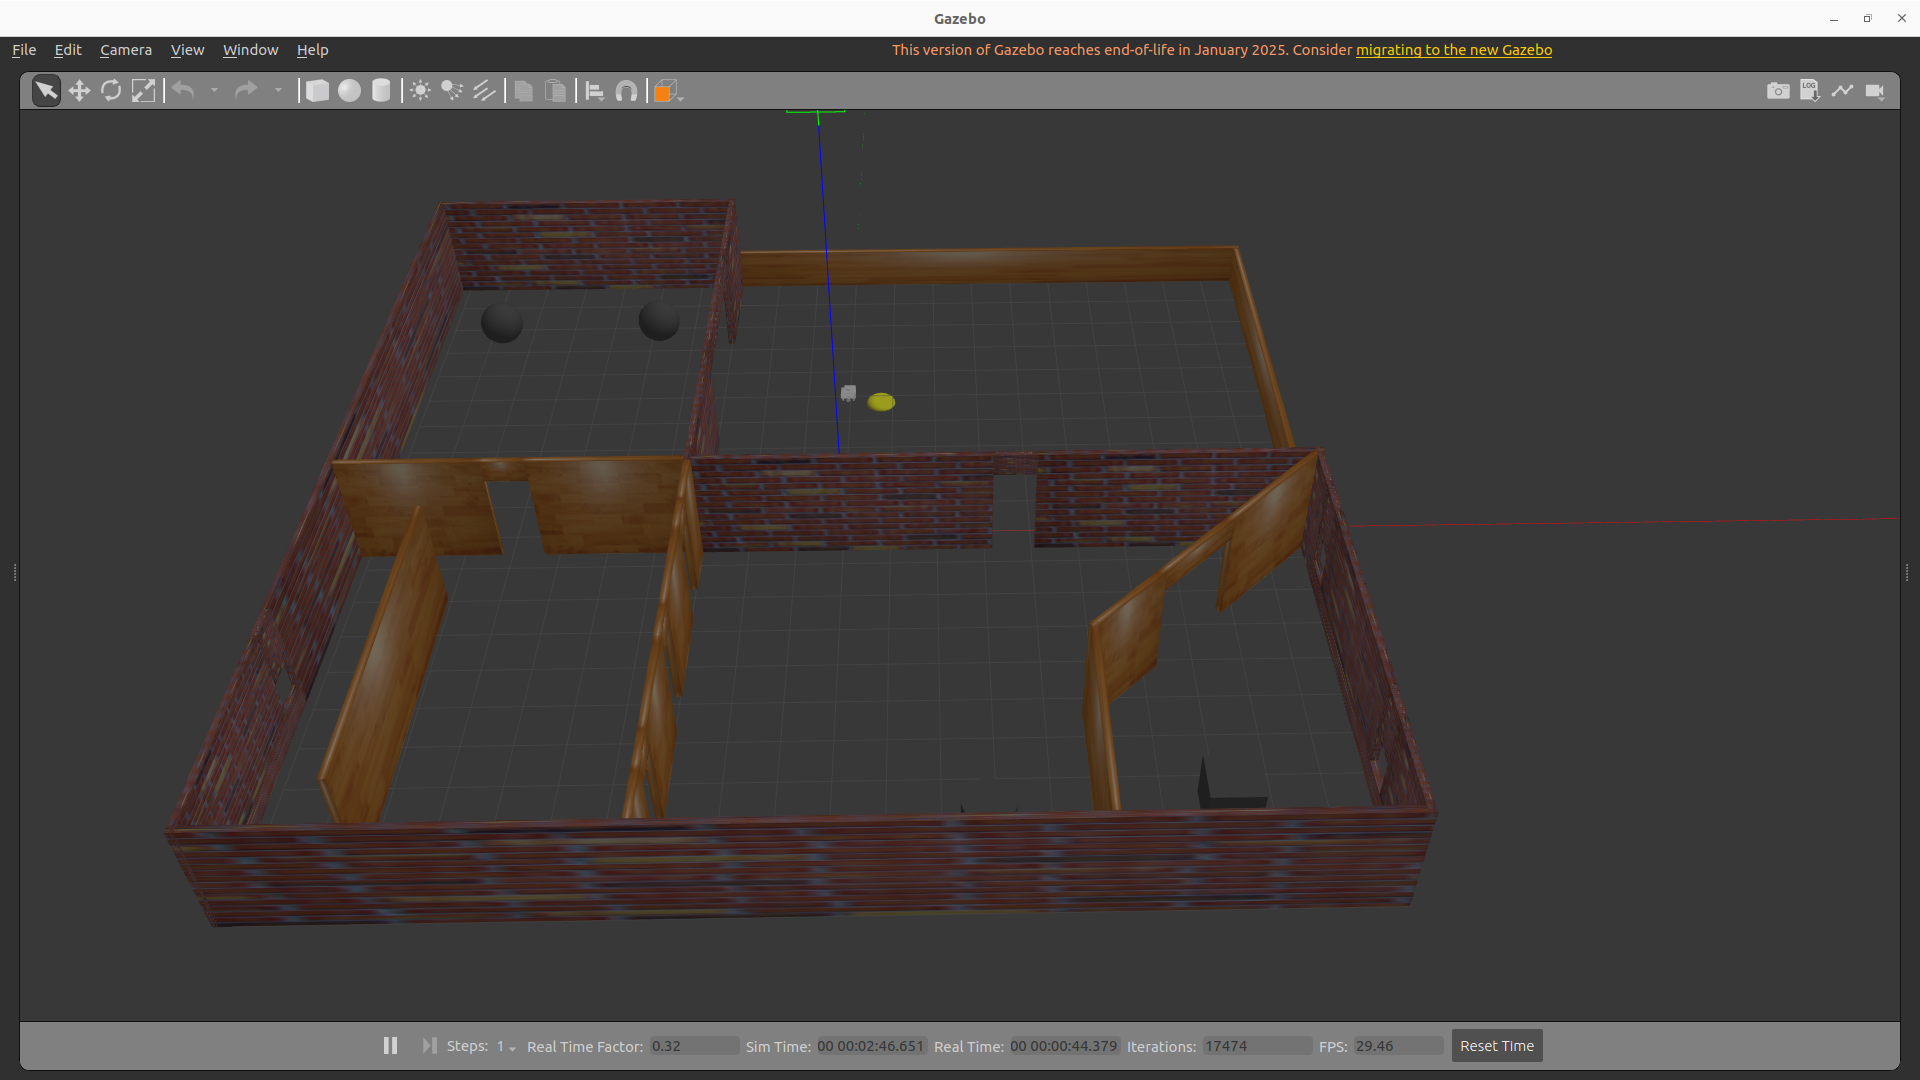 Gazebo
File Edit Camera View Window Help
This version of Gazebo reaches end-of-life in January 2025. Consider migrating to the new Gazebo
LOG
Steps: 1 Real Time Factor: 0.32 Sim Time: 00 00:02:46.651 Real Time: 00 00:00:44.379 Iterations: 17474 FPS: 29.46 Reset Time